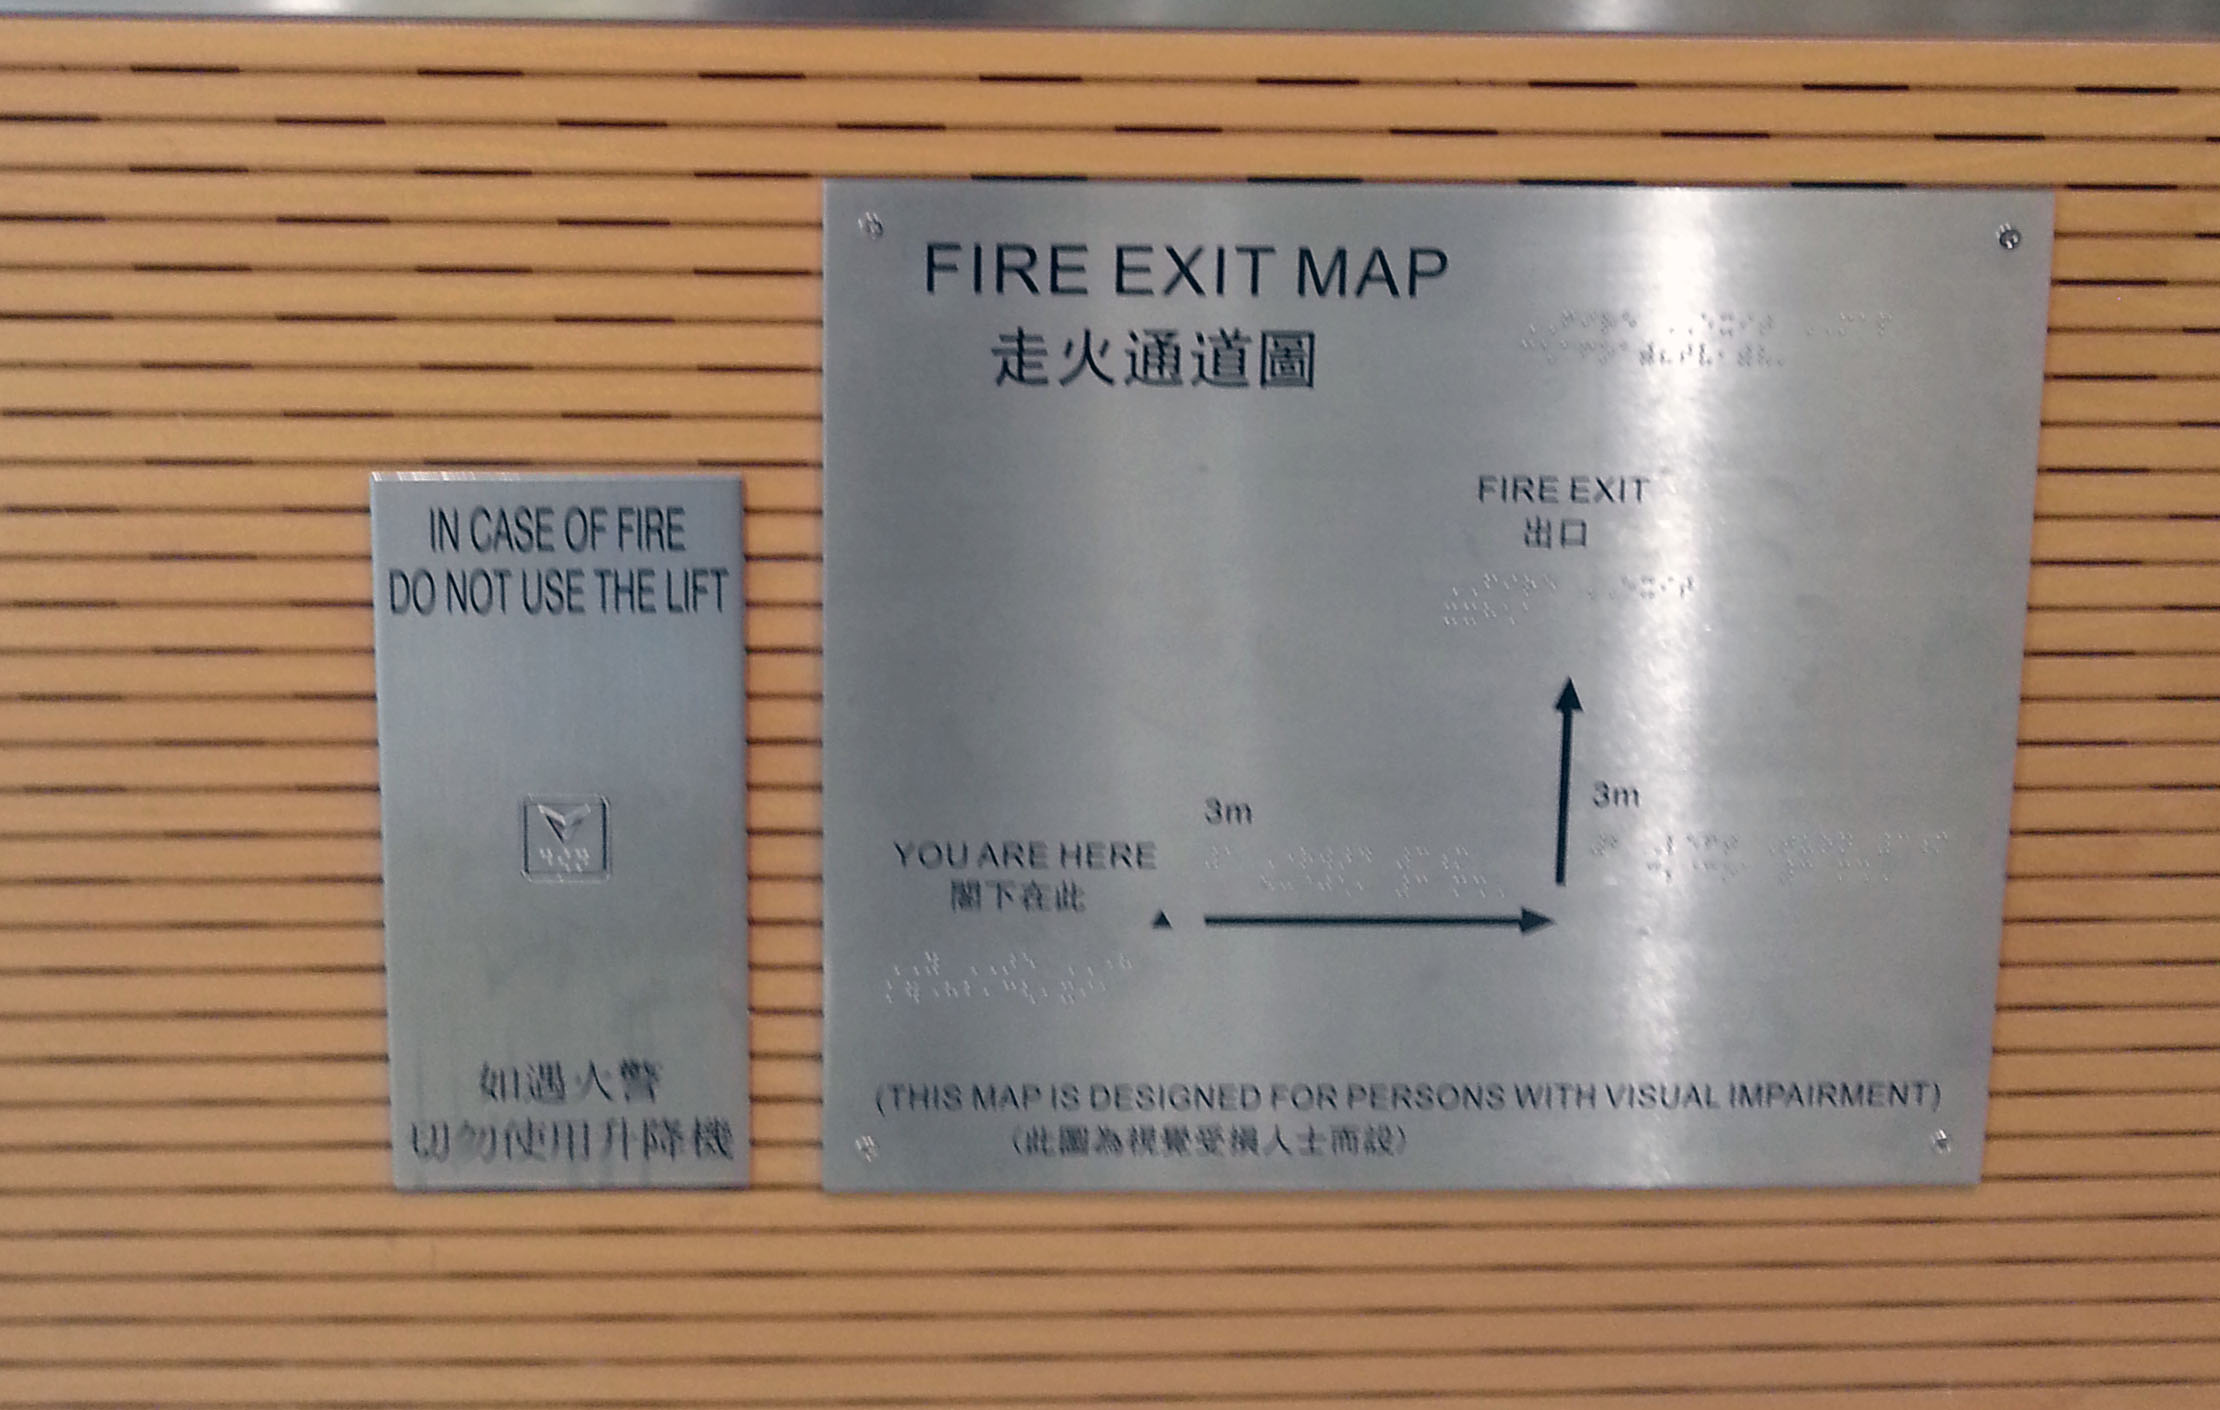 FIRE EXIT MAP
走火通道圖
FIRE EXIT
出口
3m
3m
YOU ARE HERE
閣下在此
(THIS MAP IS DESIGNED FOR PERSONS WITH VISUAL IMPAIRMENT)
(此圖為視覺受損人士而設)
IN CASE OF FIRE
DO NOT USE THE LIFT
如遇火警
切勿使用升降機